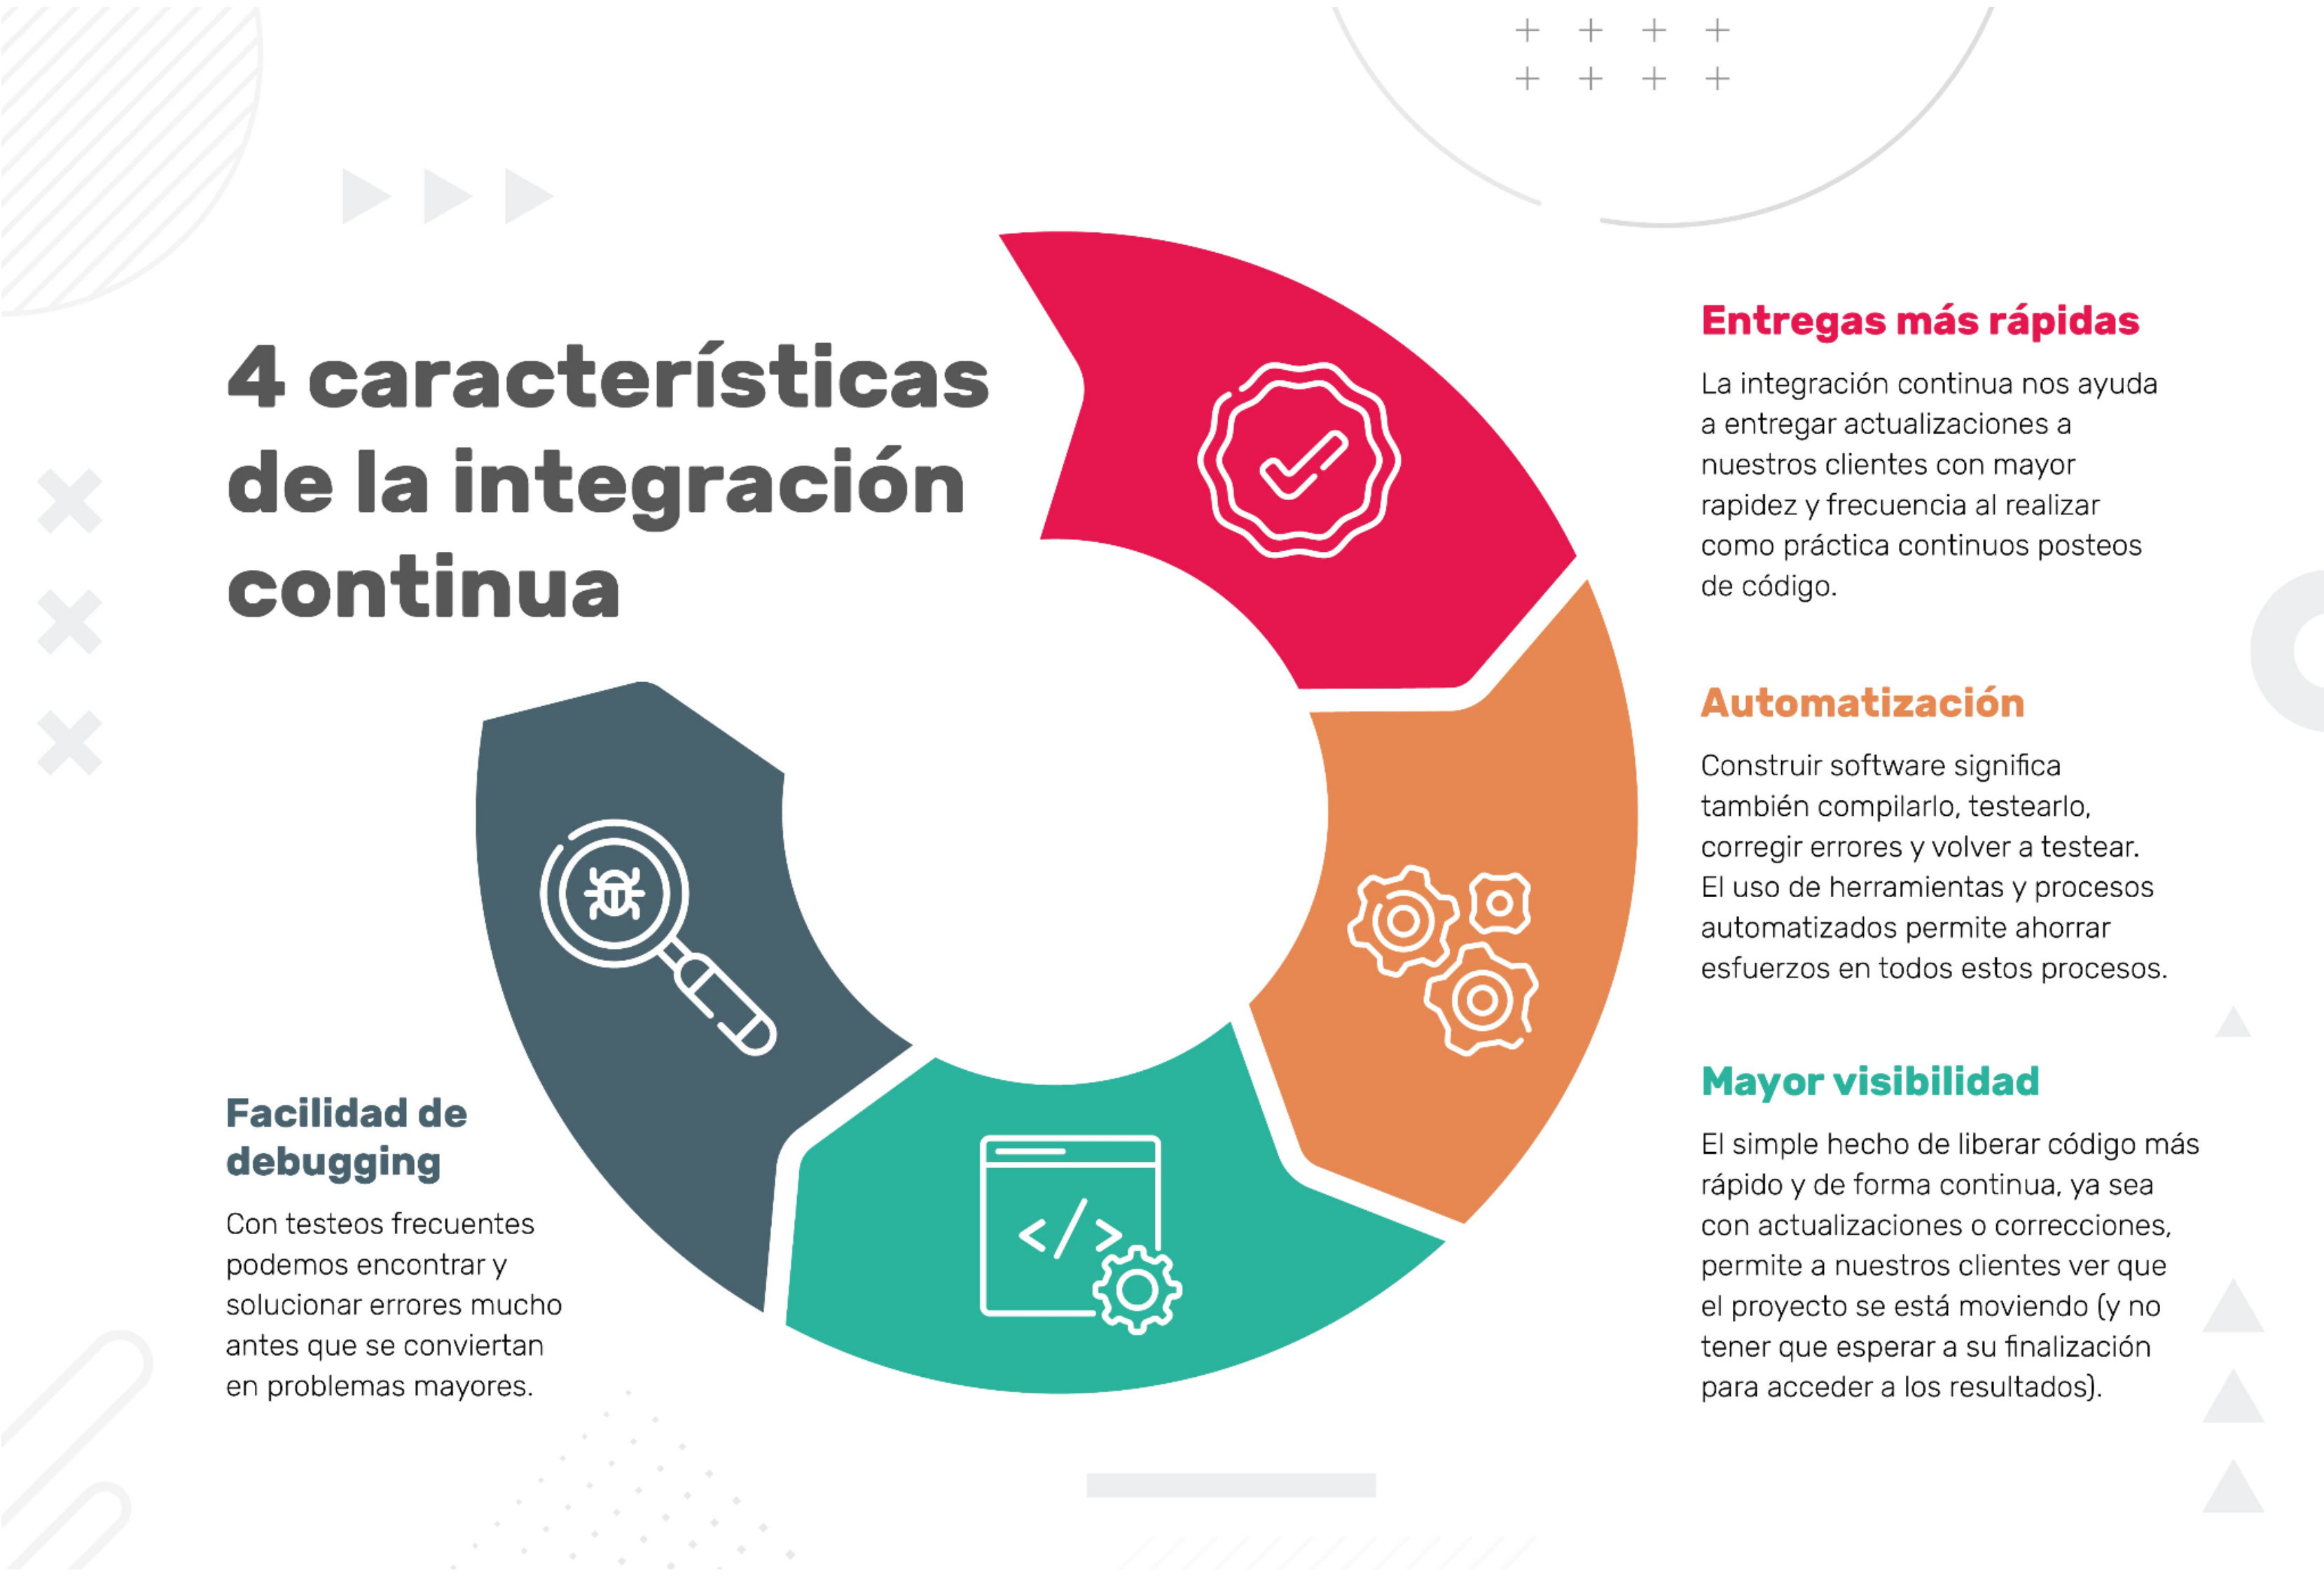 4 características
de la integración
continua
Entregas más rápidas
La integración continua nos ayuda
a entregar actualizaciones a
nuestros clientes con mayor
rapidez y frecuencia al realizar
como práctica continuos posteos
de código.
Automatización
Construir software significa
también compilarlo, testearlo,
corregir errores y volver a testear.
El uso de herramientas y procesos
automatizados permite ahorrar
esfuerzos en todos estos procesos.
Mayor visibilidad
El simple hecho de liberar código más
rápido y de forma continua, ya sea
con actualizaciones o correcciones,
permite a nuestros clientes ver que
el proyecto se está moviendo (y no
tener que esperar a su finalización
para acceder a los resultados).
Facilidad de
debugging
Con testeos frecuentes
podemos encontrar y
solucionar errores mucho
antes que se conviertan
en problemas mayores.